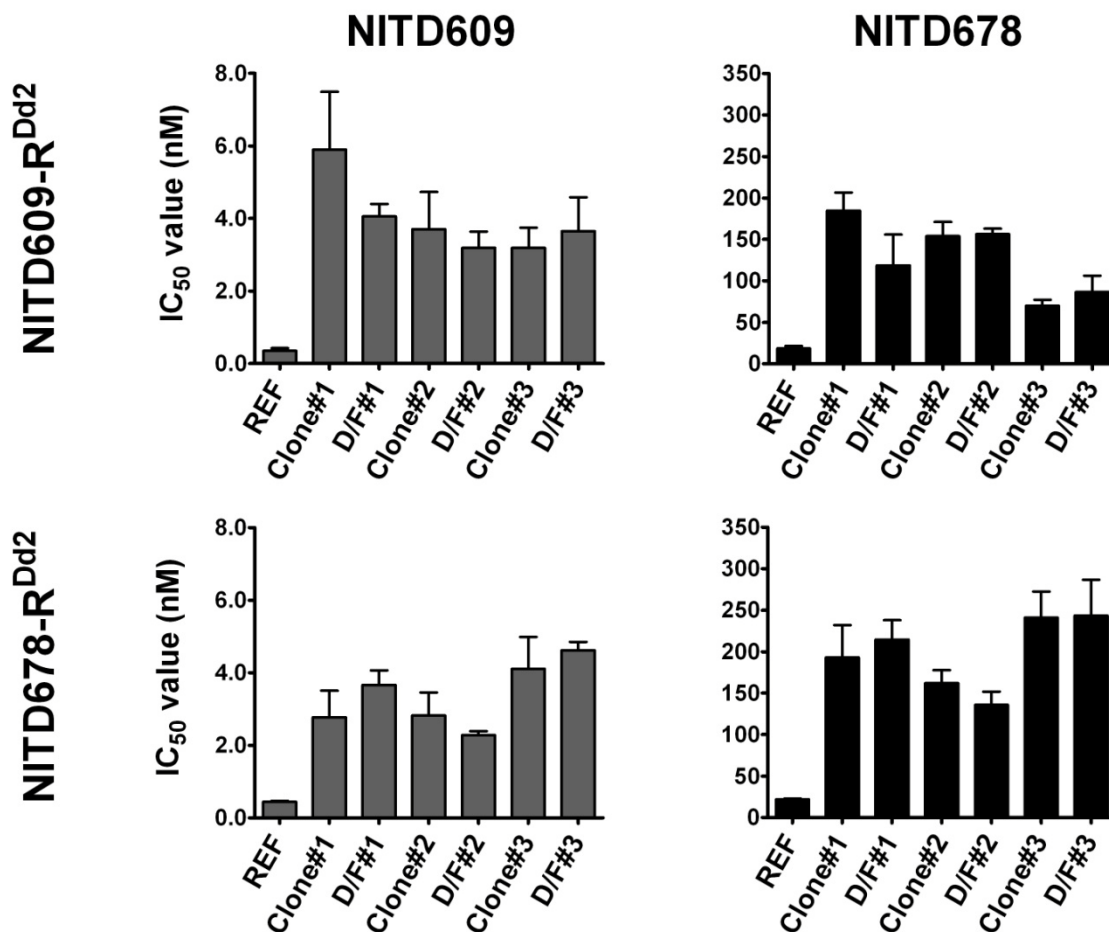 NITD609
NITD678
NITD609-R^Dd2
IC₅₀ value (nM)
8.0
6.0
4.0
2.0
0.0
REF
Clone#1
D/F#1
Clone#2
D/F#2
Clone#3
D/F#3
350
300
250
200
150
100
50
0
REF
Clone#1
D/F#1
Clone#2
D/F#2
Clone#3
D/F#3
NITD678-R^Dd2
IC₅₀ value (nM)
8.0
6.0
4.0
2.0
0.0
REF
Clone#1
D/F#1
Clone#2
D/F#2
Clone#3
D/F#3
350
300
250
200
150
100
50
0
REF
Clone#1
D/F#1
Clone#2
D/F#2
Clone#3
D/F#3